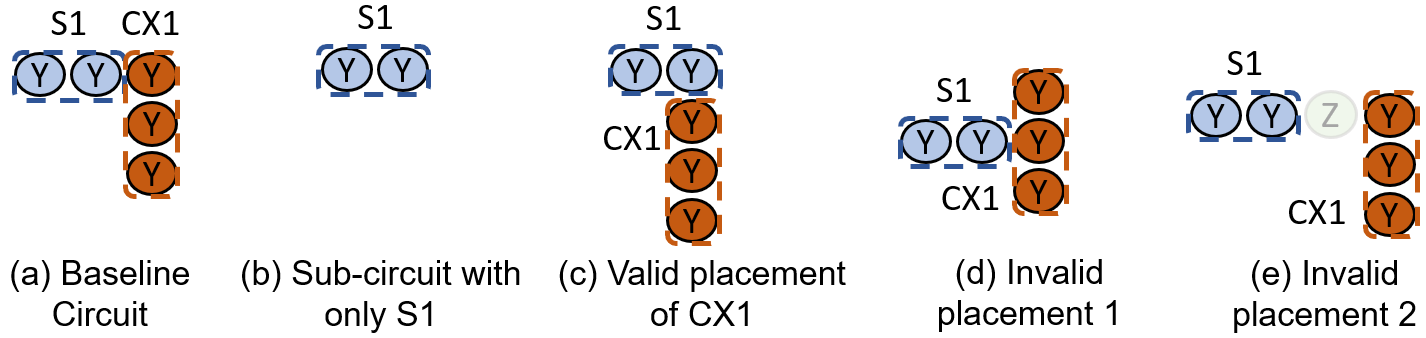 S1 CX1
Y Y Y
Y
Y
(a) Baseline
Circuit
S1
Y Y
(b) Sub-circuit with
only S1
S1
Y Y
CX1 Y
Y
Y
(c) Valid placement
of CX1
Y
S1
Y Y Y
CX1 Y
(d) Invalid
placement 1
S1
Y Y Z Y
Y
CX1 Y
(e) Invalid
placement 2